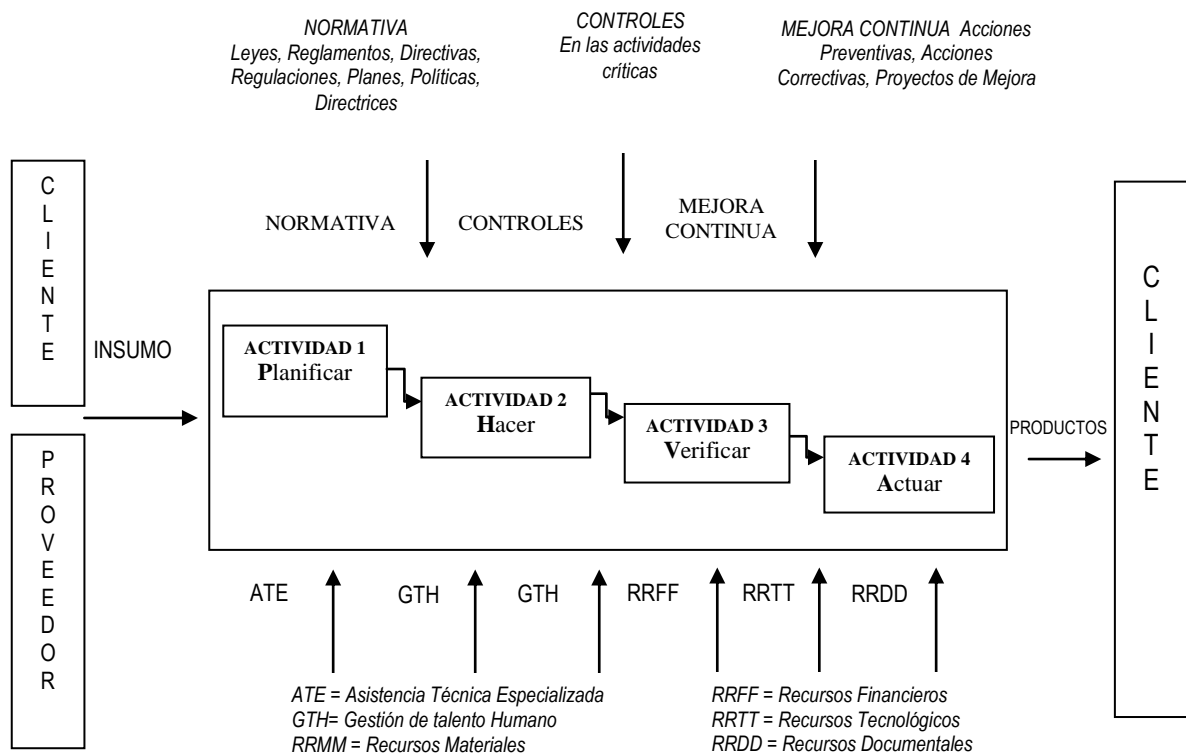 NORMATIVA
Leyes, Reglamentos, Directivas,
Regulaciones, Planes, Políticas,
Directrices
CONTROLES
En las actividades
críticas
MEJORA CONTINUA Acciones
Preventivas, Acciones
Correctivas, Proyectos de Mejora
CLIENTE
PROVEEDOR
INSUMO
NORMATIVA
CONTROLES
MEJORA
CONTINUA
ACTIVIDAD 1
Planificar
ACTIVIDAD 2
Hacer
ACTIVIDAD 3
Verificar
ACTIVIDAD 4
Actuar
PRODUCTOS
CLIENTE
ATE
GTH
GTH
RRFF
RRTT
RRDD
ATE = Asistencia Técnica Especializada
GTH= Gestión de talento Humano
RRMM = Recursos Materiales
RRFF = Recursos Financieros
RRTT = Recursos Tecnológicos
RRDD = Recursos Documentales